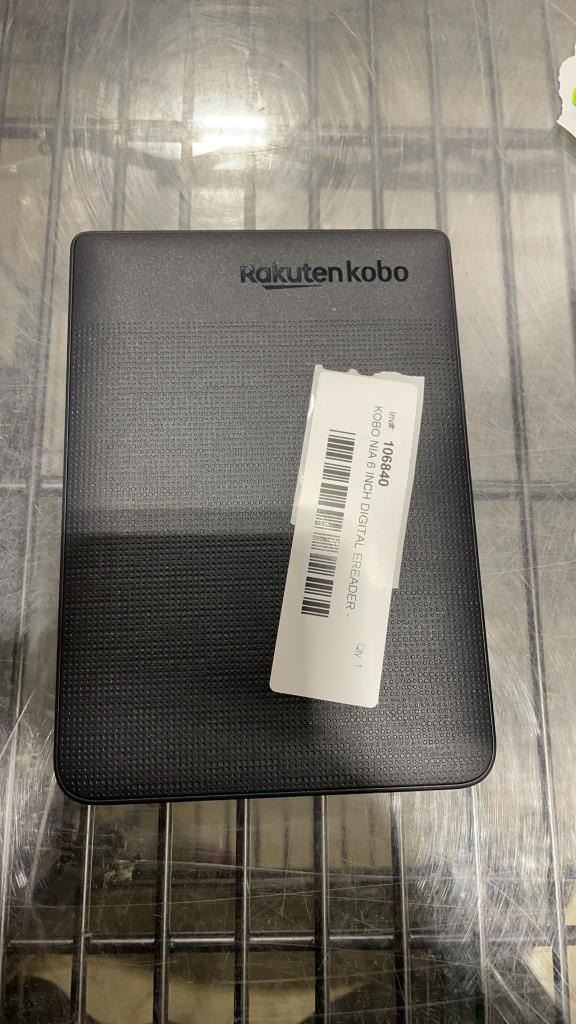 Rakuten kobo
Inv#: 106840
KOBO NIA 6 INCH DIGITAL EREADER -
Qty: 1